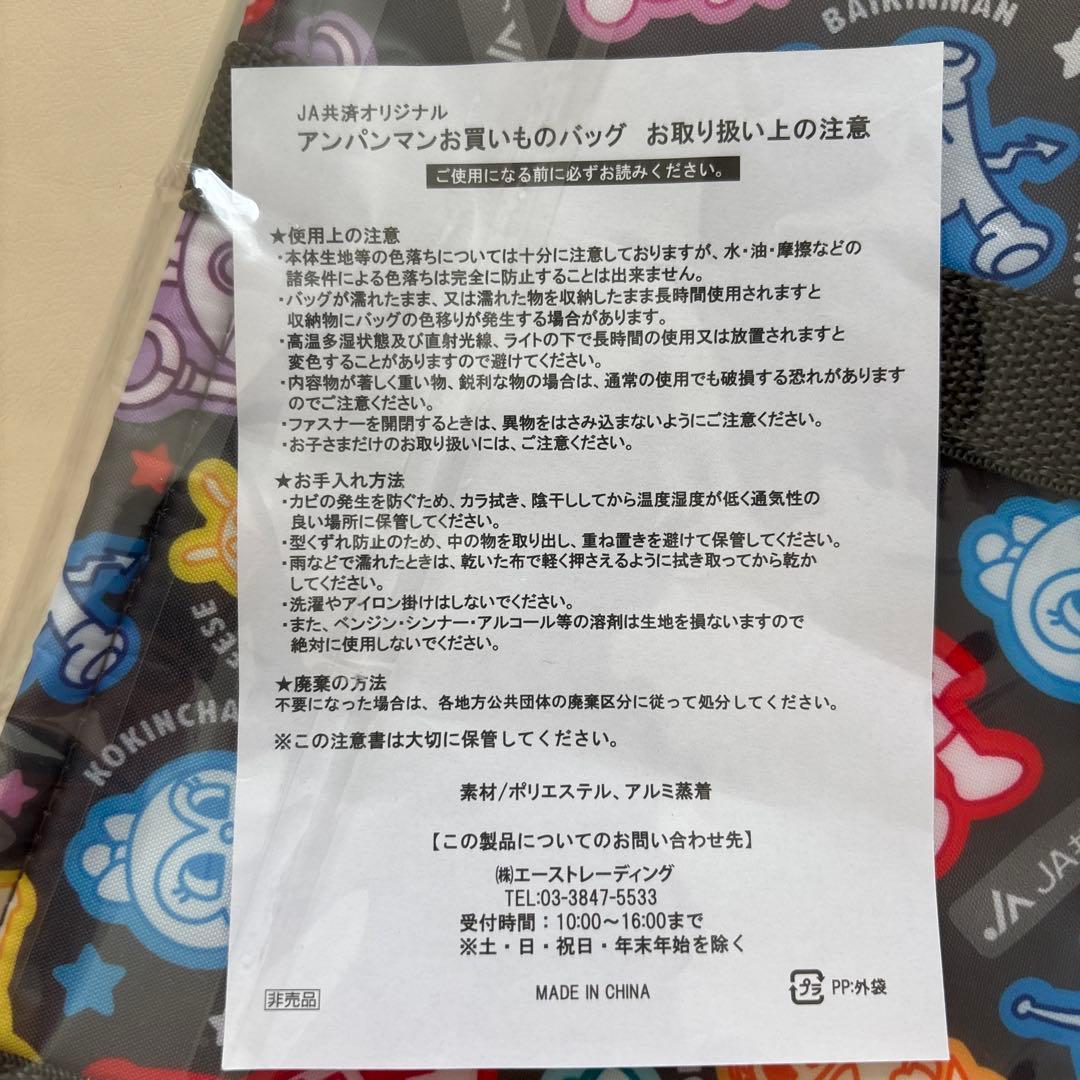 BAIKINMAN
JA共済オリジナル
アンパンマンお買いものバッグ お取り扱い上の注意
ご使用になる前に必ずお読みください。
★使用上の注意
・本体生地等の色落ちについては十分に注意しておりますが、水・油・摩擦などの
諸条件による色落ちは完全に防止することは出来ません。
・バッグが濡れたまま、又は濡れた物を収納したまま長時間使用されますと
収納物にバッグの色移りが発生する場合があります。
・高温多湿状態及び直射光線、ライトの下で長時間の使用又は放置されますと
変色することがありますので避けてください。
・内容物が著しく重い物、鋭利な物の場合は、通常の使用でも破損する恐れがあります
のでご注意ください。
・ファスナーを開閉するときは、異物をはさみ込まないようにご注意ください。
・お子さまだけのお取り扱いには、ご注意ください。
★お手入れ方法
・カビの発生を防ぐため、カラ拭き、陰干ししてから温度湿度が低く通気性の
良い場所に保管してください。
・型くずれ防止のため、中の物を取り出し、重ね置きを避けて保管してください。
・雨などで濡れたときは、乾いた布で軽く押さえるように拭き取ってから乾か
してください。
・洗濯やアイロン掛けはしないでください。
・また、ベンジン・シンナー・アルコール等の溶剤は生地を損ないますので
絶対に使用しないでください。
★廃棄の方法
不要になった場合は、各地方公共団体の廃棄区分に従って処分してください。
※この注意書は大切に保管してください。
素材/ポリエステル、アルミ蒸着
【この製品についてのお問い合わせ先】
㈱エーストレーディング
TEL:03-3847-5533
受付時間：10:00～16:00まで
※土・日・祝日・年末年始を除く
非売品
MADE IN CHINA
プラ PP:外袋
EESE
KOKINCHA
JA共